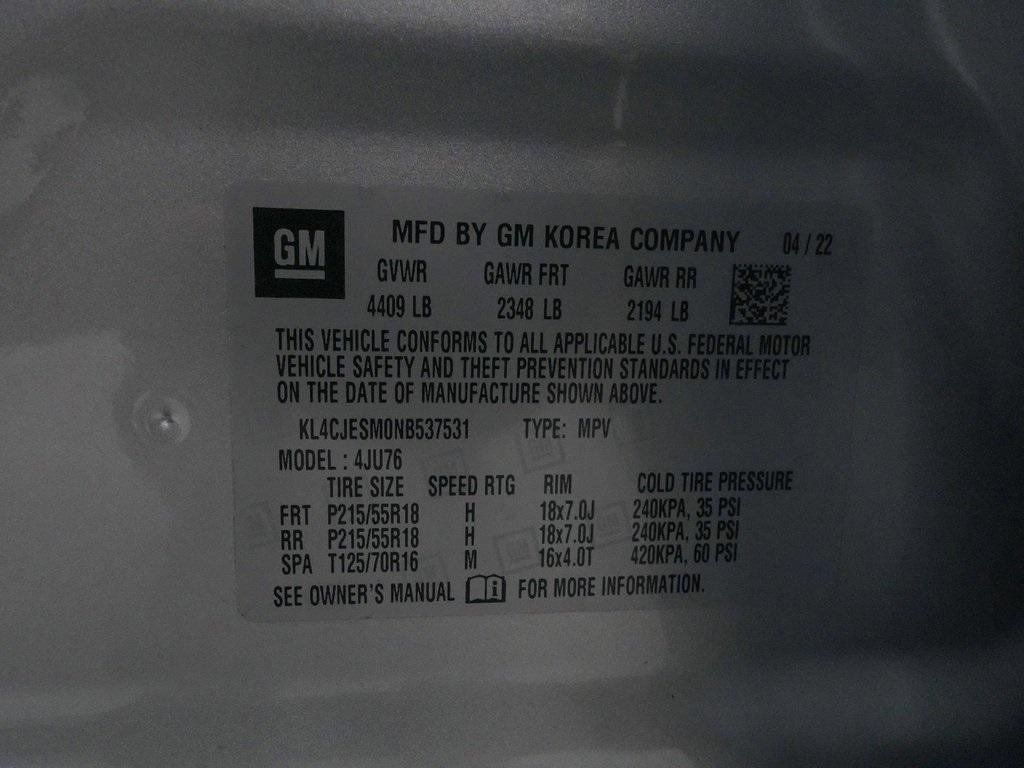 GM
MFD BY GM KOREA COMPANY 04 / 22
GVWR GAWR FRT GAWR RR
4409 LB 2348 LB 2194 LB
THIS VEHICLE CONFORMS TO ALL APPLICABLE U.S. FEDERAL MOTOR
VEHICLE SAFETY AND THEFT PREVENTION STANDARDS IN EFFECT
ON THE DATE OF MANUFACTURE SHOWN ABOVE.
KL4CJESM0NB537531 TYPE: MPV
MODEL : 4JU76
TIRE SIZE SPEED RTG RIM COLD TIRE PRESSURE
FRT P215/55R18 H 18x7.0J 240KPA, 35 PSI
RR P215/55R18 H 18x7.0J 240KPA, 35 PSI
SPA T125/70R16 M 16x4.0T 420KPA, 60 PSI
SEE OWNER'S MANUAL i FOR MORE INFORMATION.